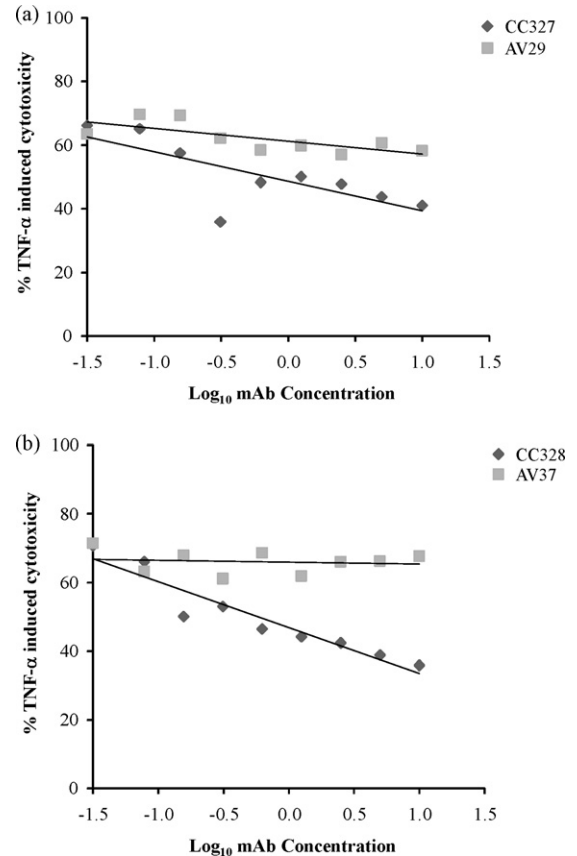 (a)
CC327
AV29
% TNF-α induced cytotoxicity
100
80
60
40
20
0
-1.5 -1.0 -0.5 0.0 0.5 1.0 1.5
Log₁₀ mAb Concentration
(b)
CC328
AV37
% TNF-α induced cytotoxicity
100
80
60
40
20
0
-1.5 -1.0 -0.5 0.0 0.5 1.0 1.5
Log₁₀ mAb Concentration